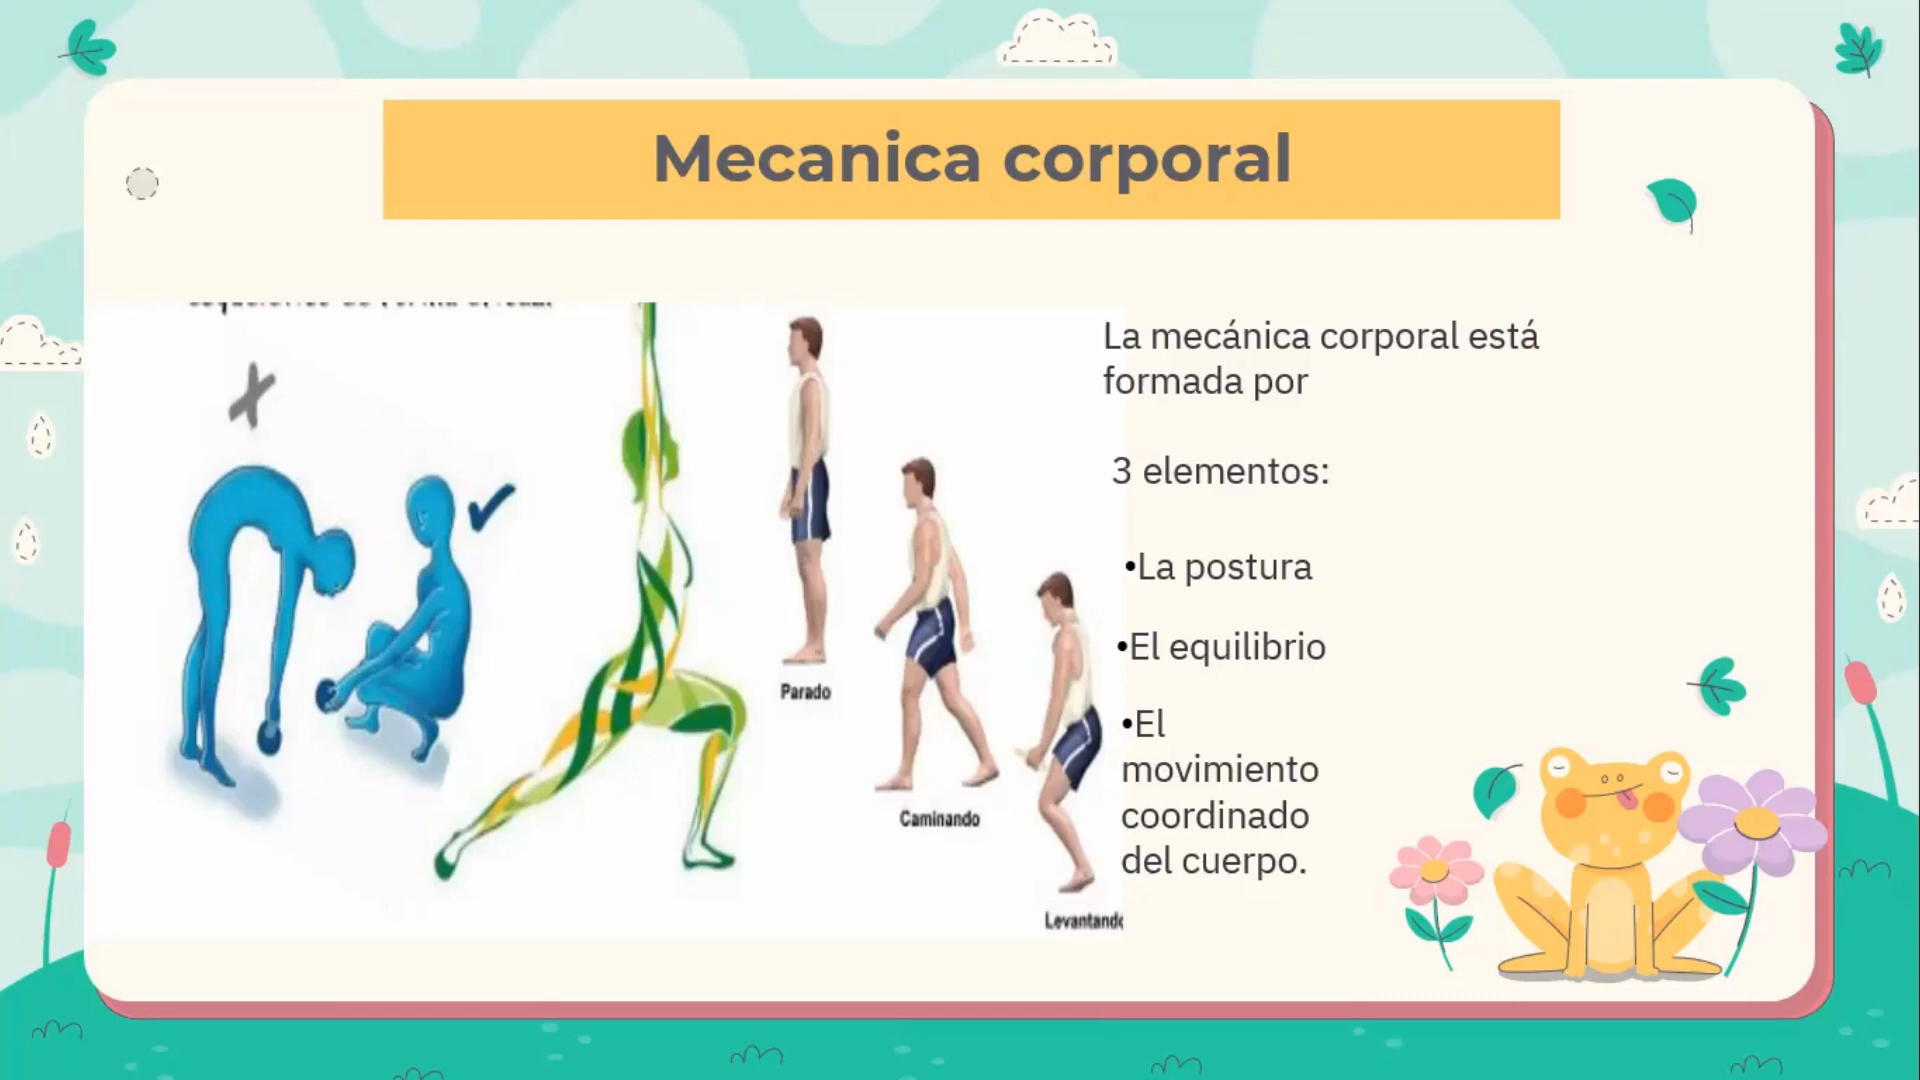 Mecanica corporal
La mecánica corporal está
formada por
3 elementos:
•La postura
•El equilibrio
•El
movimiento
coordinado
del cuerpo.
Parado
Caminando
Levantando